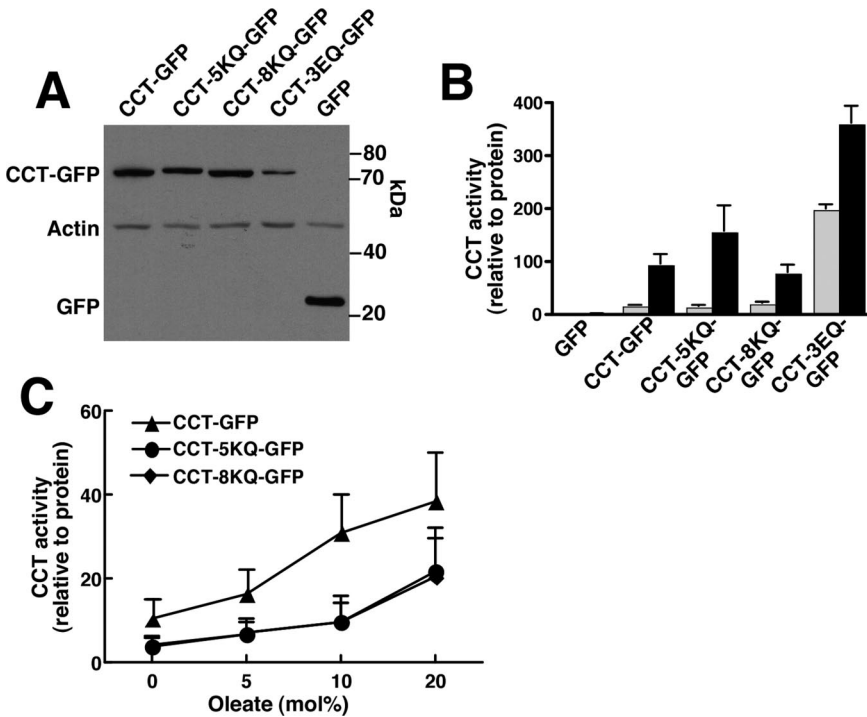 A
CCT-GFP
CCT-5KQ-GFP
CCT-8KQ-GFP
CCT-3EQ-GFP
GFP
CCT-GFP
Actin
GFP
80
70
40
20
kDa
B
CCT activity
(relative to protein)
400
300
200
100
0
GFP
CCT-GFP
CCT-5KQ-
GFP
CCT-8KQ-
GFP
CCT-3EQ-
GFP
C
CCT activity
(relative to protein)
60
40
20
0
CCT-GFP
CCT-5KQ-GFP
CCT-8KQ-GFP
0 5 10 20
Oleate (mol%)